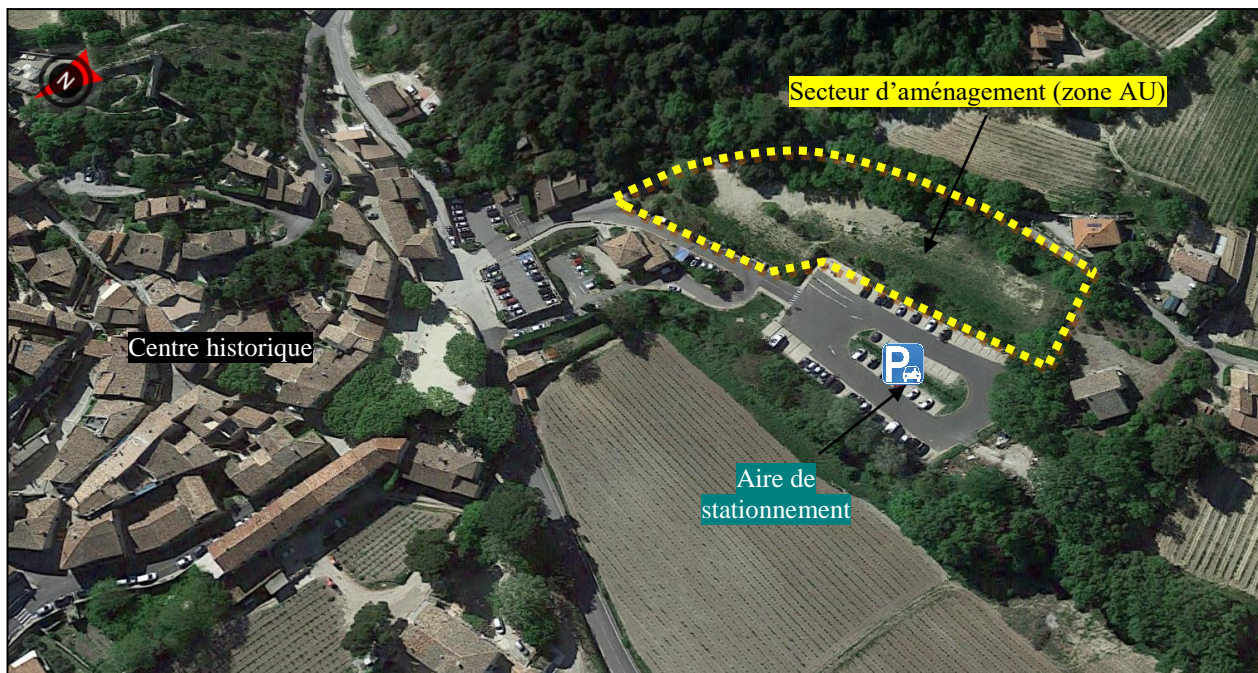 N
Secteur d’aménagement (zone AU)
Centre historique
P
Aire de
stationnement